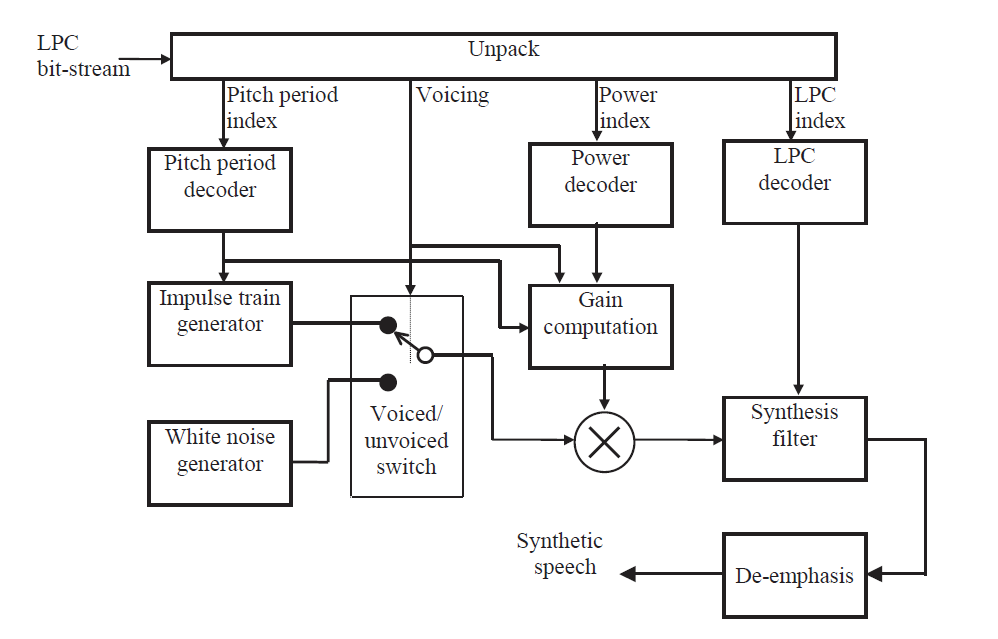 LPC
bit-stream
Unpack
Pitch period
index
Voicing
Power
index
LPC
index
Pitch period
decoder
Power
decoder
LPC
decoder
Impulse train
generator
Gain
computation
Voiced/
unvoiced
switch
White noise
generator
Synthesis
filter
Synthetic
speech
De-emphasis